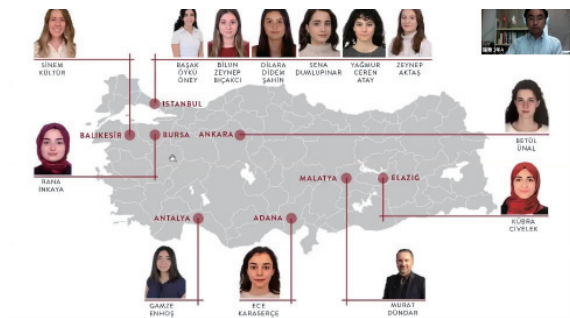 SİNEM
KÜLTÜR
BAŞAK
ÖYKÜ
ÖNEY
BİLUN
ZEYNEP
BIÇAKCI
DİLARA
DİDEM
ŞAHİN
SENA
DUMLUPINAR
YAĞMUR
CEREN
ATAY
ZEYNEP
AKTAŞ
ISTANBUL
BALIKESİR
BURSA
ANKARA
BETÜL
ÜNAL
RANA
İNKAYA
MALATYA
ELAZIĞ
KÜBRA
CİVELEK
ANTALYA
ADANA
GAMZE
ENHOŞ
ECE
KARASERÇE
MURAT
DÜNDAR